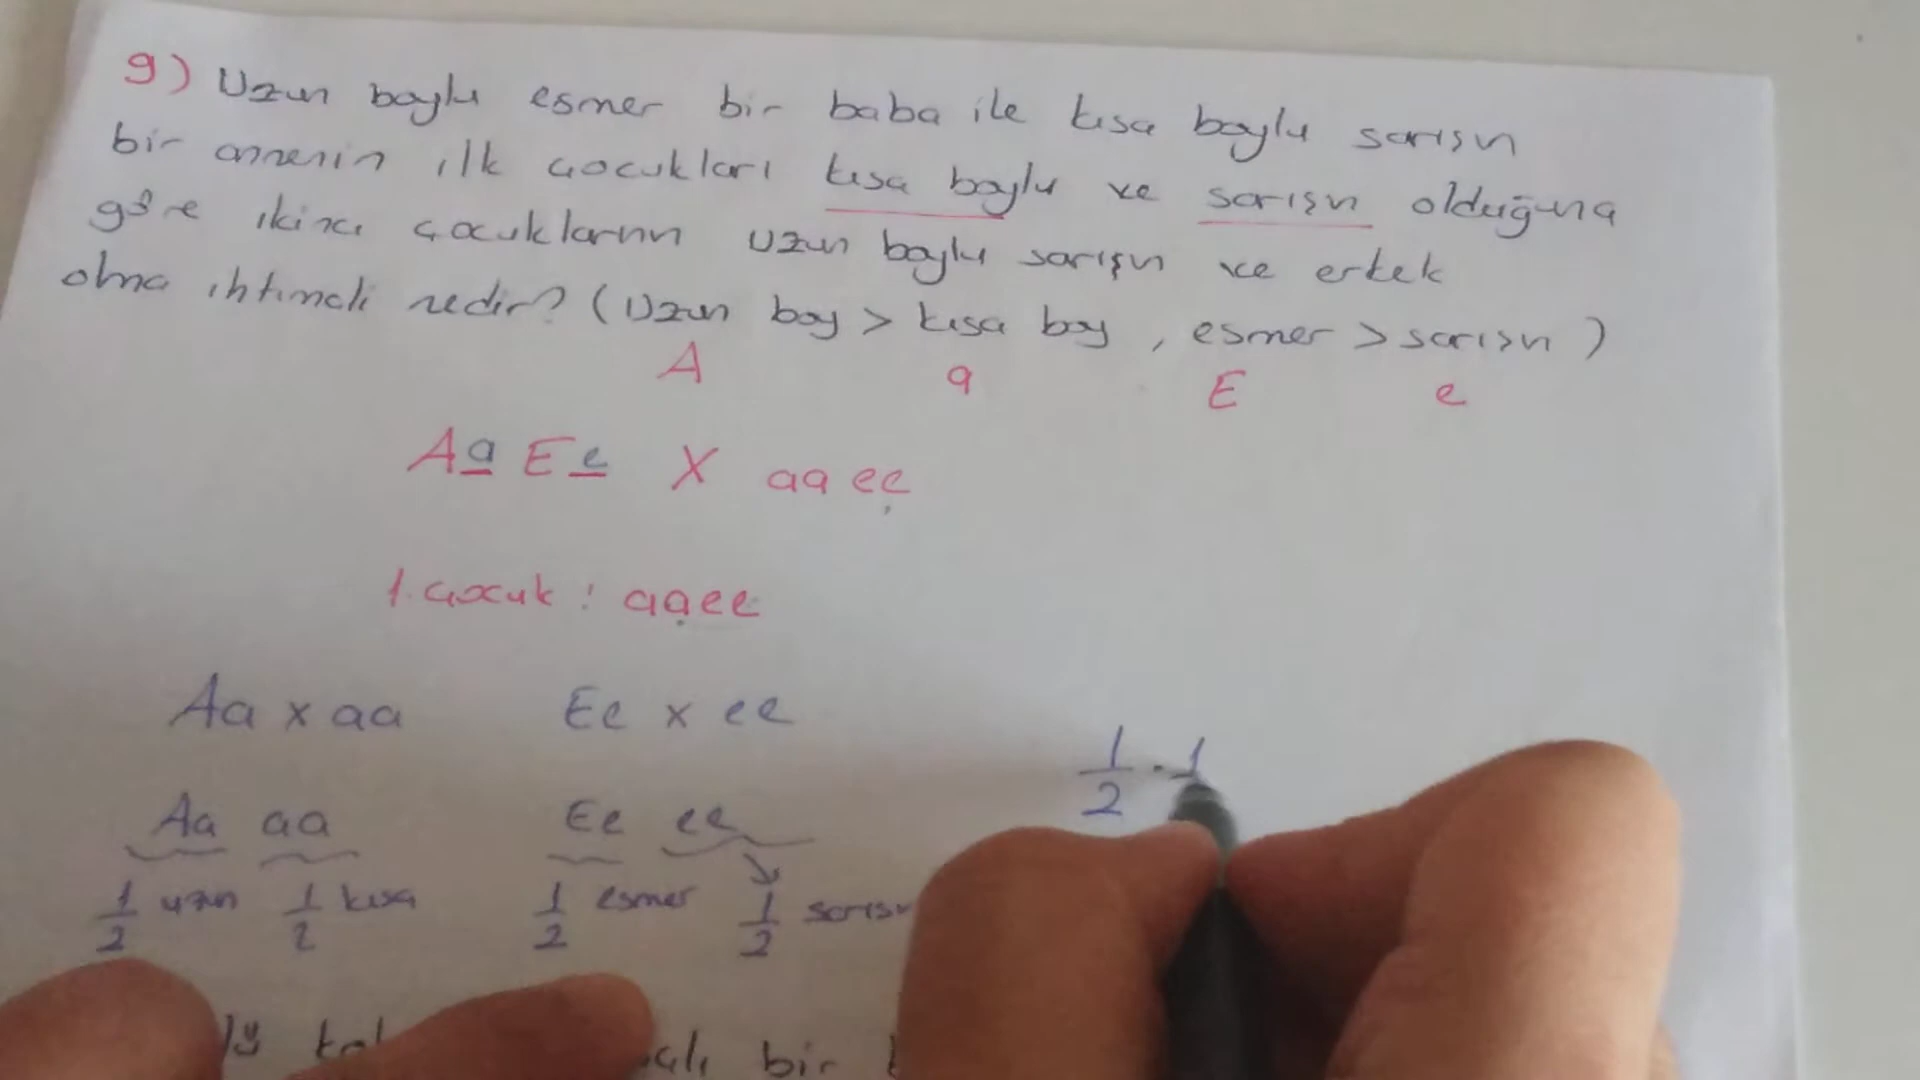 9) Uzun boylu esmer bir baba ile kısa boylu sarışın
bir annenin ilk çocukları kısa boylu ve sarışın olduğuna
göre ikinci çocuklarının uzun boylu sarışın ve erkek
olma ihtimali nedir? (Uzun boy > kısa boy, esmer > sarışın)
A a E e
Aa Ee X aa ee
1. çocuk : aaee
Aa x aa Ee x ee
1/2 . 1
Aa aa Ee ee
1/2 uzun 1/2 kısa 1/2 esmer 1/2 sarışın
bir